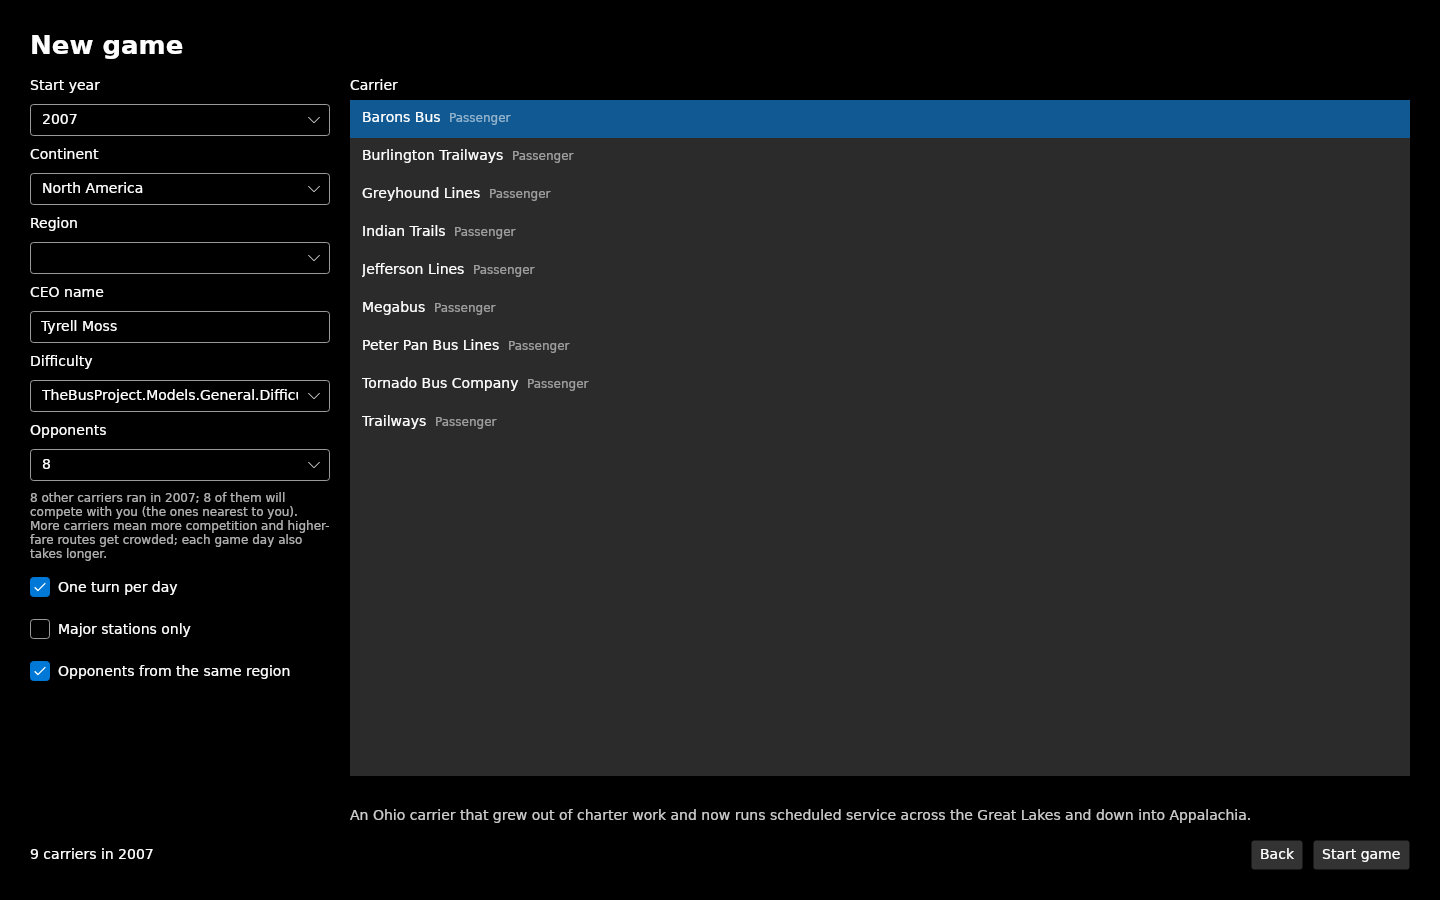 New game
Start year
2007
Continent
North America
Region
CEO name
Tyrell Moss
Difficulty
TheBusProject.Models.General.Difficu
Opponents
8
8 other carriers ran in 2007; 8 of them will
compete with you (the ones nearest to you).
More carriers mean more competition and higher-
fare routes get crowded; each game day also
takes longer.
One turn per day
Major stations only
Opponents from the same region
Carrier
Barons Bus Passenger
Burlington Trailways Passenger
Greyhound Lines Passenger
Indian Trails Passenger
Jefferson Lines Passenger
Megabus Passenger
Peter Pan Bus Lines Passenger
Tornado Bus Company Passenger
Trailways Passenger
An Ohio carrier that grew out of charter work and now runs scheduled service across the Great Lakes and down into Appalachia.
9 carriers in 2007
Back
Start game